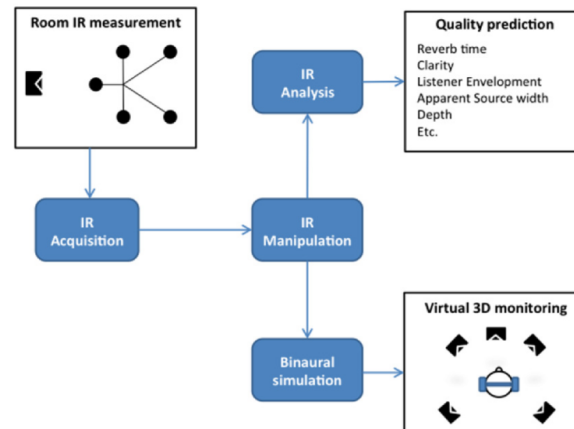 Room IR measurement
Quality prediction
Reverb time
Clarity
Listener Envelopment
Apparent Source width
Depth
Etc.
IR
Analysis
IR
Acquisition
IR
Manipulation
Binaural
simulation
Virtual 3D monitoring